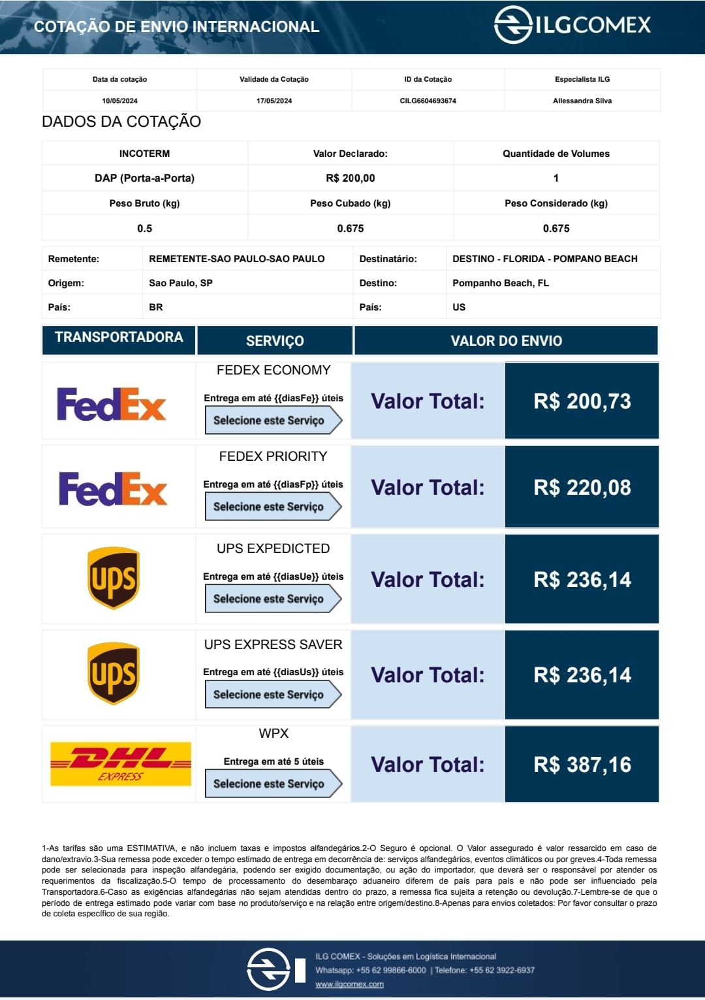 COTAÇÃO DE ENVIO INTERNACIONAL
ILGCOMEX
Data da cotação Validade da Cotação ID da Cotação Especialista ILG
10/05/2024 17/05/2024 CILG6604693674 Allessandra Silva
DADOS DA COTAÇÃO
INCOTERM Valor Declarado: Quantidade de Volumes
DAP (Porta-a-Porta) R$ 200,00 1
Peso Bruto (kg) Peso Cubado (kg) Peso Considerado (kg)
0.5 0.675 0.675
Remetente: REMETENTE-SAO PAULO-SAO PAULO Destinatário: DESTINO - FLORIDA - POMPANO BEACH
Origem: Sao Paulo, SP Destino: Pompanho Beach, FL
País: BR País: US
TRANSPORTADORA SERVIÇO VALOR DO ENVIO
FedEx
FEDEX ECONOMY
Entrega em até {{diasFe}} úteis
Selecione este Serviço
Valor Total: R$ 200,73
FedEx
FEDEX PRIORITY
Entrega em até {{diasFp}} úteis
Selecione este Serviço
Valor Total: R$ 220,08
ups
UPS EXPEDICTED
Entrega em até {{diasUe}} úteis
Selecione este Serviço
Valor Total: R$ 236,14
ups
UPS EXPRESS SAVER
Entrega em até {{diasUs}} úteis
Selecione este Serviço
Valor Total: R$ 236,14
DHL
EXPRESS
WPX
Entrega em até 5 úteis
Selecione este Serviço
Valor Total: R$ 387,16
1-As tarifas são uma ESTIMATIVA, e não incluem taxas e impostos alfandegários.2-O Seguro é opcional. O Valor assegurado é valor ressarcido em caso de
dano/extravio.3-Sua remessa pode exceder o tempo estimado de entrega em decorrência de: serviços alfandegários, eventos climáticos ou por greves.4-Toda remessa
pode ser selecionada para inspeção alfandegária, podendo ser exigido documentação, ou ação do importador, que deverá ser o responsável por atender os
requerimentos da fiscalização.5-O tempo de processamento do desembaraço aduaneiro diferem de país para país e não pode ser influenciado pela
Transportadora.6-Caso as exigências alfandegárias não sejam atendidas dentro do prazo, a remessa fica sujeita a retenção ou devolução.7-Lembre-se de que o
período de entrega estimado pode variar com base no produto/serviço e na relação entre origem/destino.8-Apenas para envios coletados: Por favor consultar o prazo
de coleta específico de sua região.
ILG COMEX - Soluções em Logística Internacional
Whatsapp: +55 62 99866-6000 | Telefone: +55 62 3922-6937
www.ilgcomex.com